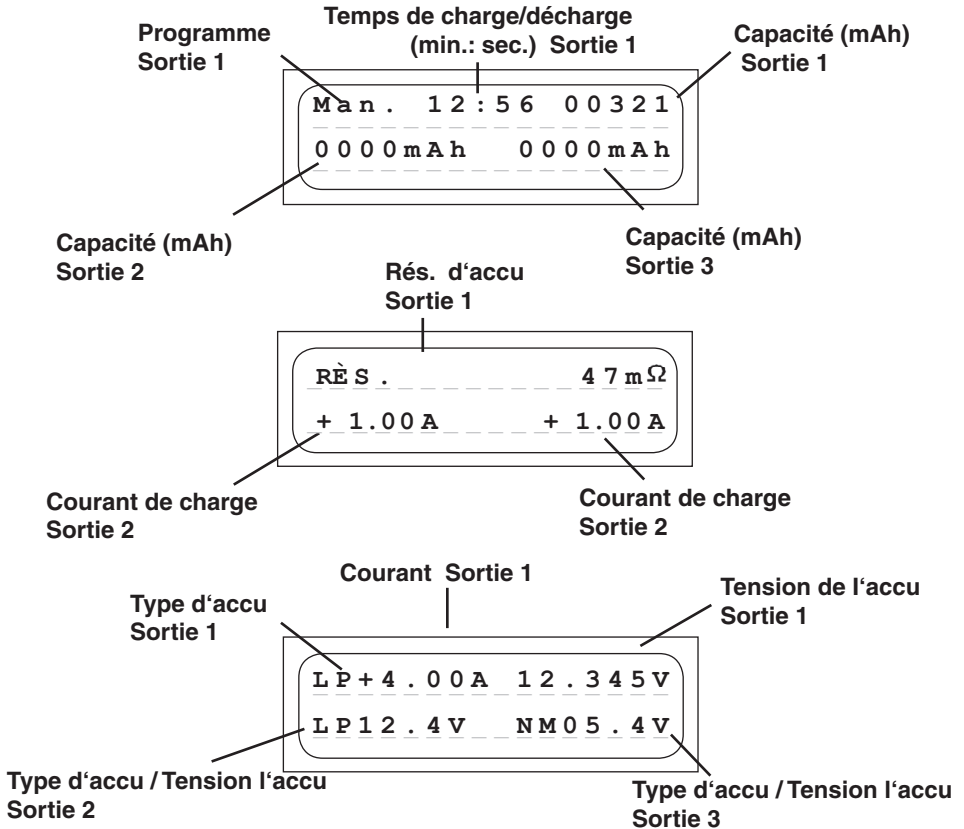 Temps de charge/décharge
(min.: sec.) Sortie 1
Programme
Sortie 1
Capacité (mAh)
Sortie 1
Man. 12:56 00321
0000mAh 0000mAh
Capacité (mAh)
Sortie 2
Capacité (mAh)
Sortie 3
Rés. d‘accu
Sortie 1
RÈS. 47mΩ
+ 1.00A + 1.00A
Courant de charge
Sortie 2
Courant de charge
Sortie 2
Courant Sortie 1
Type d‘accu
Sortie 1
Tension de l‘accu
Sortie 1
LP+4.00A 12.345V
LP12.4V NM05.4V
Type d‘accu / Tension l‘accu
Sortie 2
Type d‘accu / Tension l‘accu
Sortie 3